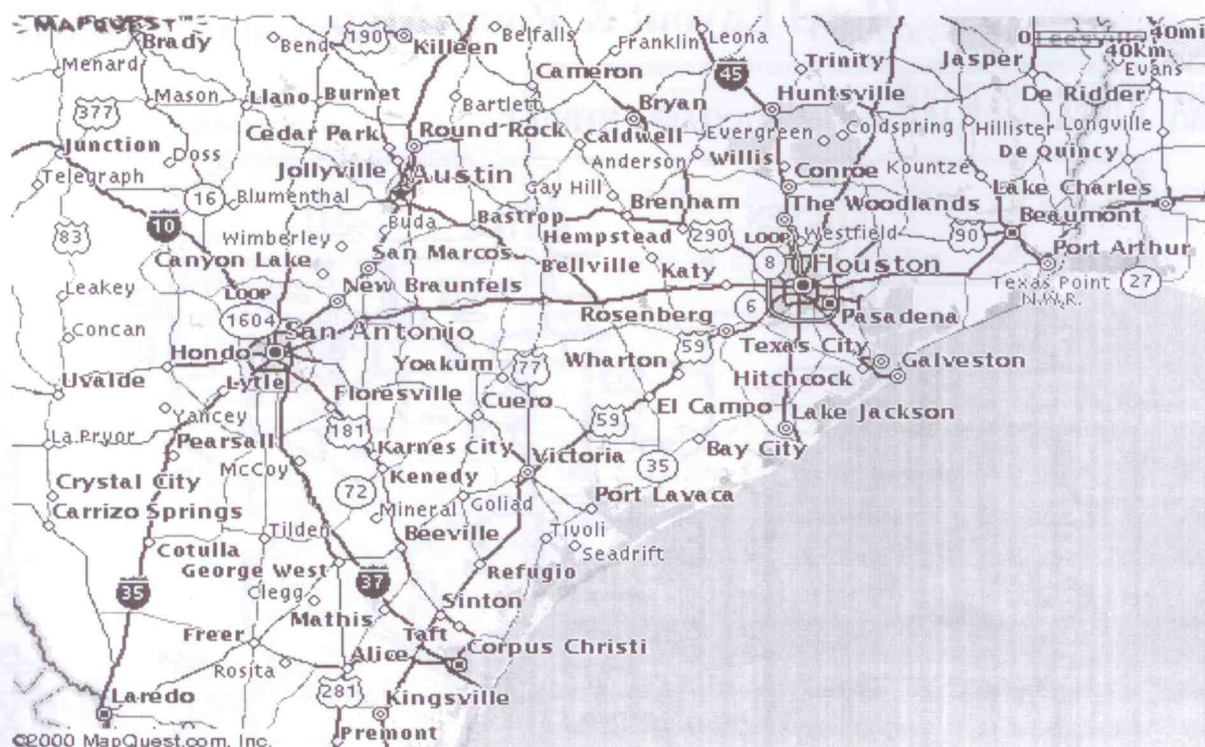 MAPQUEST™
Brady
Bend
190
Killeen
Belfalls
Franklin
Leona
0
40mi
40km
Menard
Cameron
45
Trinity
Jasper
Evans
377
Mason
Llano
Burnet
Bartlett
Bryan
Huntsville
De Ridder
Cedar Park
Round Rock
Caldwell
Evergreen
Coldspring
Hillister
Longville
Junction
Doss
Jollyville
Anderson
Willis
De Quincy
Telegraph
16
Blumenthal
Austin
Gay Hill
Conroe
Kountze
Lake Charles
10
Buda
Bastrop
Brenham
The Woodlands
Beaumont
83
Wimberley
Hempstead
290
LOOP
Westfield
90
Port Arthur
Canyon Lake
San Marcos
Bellville
Katy
8
Houston
Texas Point
N.W.R.
27
Leakey
LOOP
New Braunfels
Rosenberg
6
Pasadena
Concan
1604
San Antonio
59
Texas City
Hondo
Yoakum
77
Wharton
Galveston
Uvalde
Lytle
Floresville
Cuero
Hitchcock
Yancey
59
El Campo
Lake Jackson
La Pryor
Pearsall
181
Karnes City
Bay City
McCoy
Kenedy
Victoria
35
Crystal City
72
Mineral
Goliad
Port Lavaca
Carrizo Springs
Tilden
Beeville
Tivoli
Cotulla
Seadrift
George West
37
Refugio
35
Clegg
Mathis
Sinton
Freer
Taft
Corpus Christi
Rosita
Alice
Laredo
281
Kingsville
Premont
©2000 MapQuest.com, Inc.